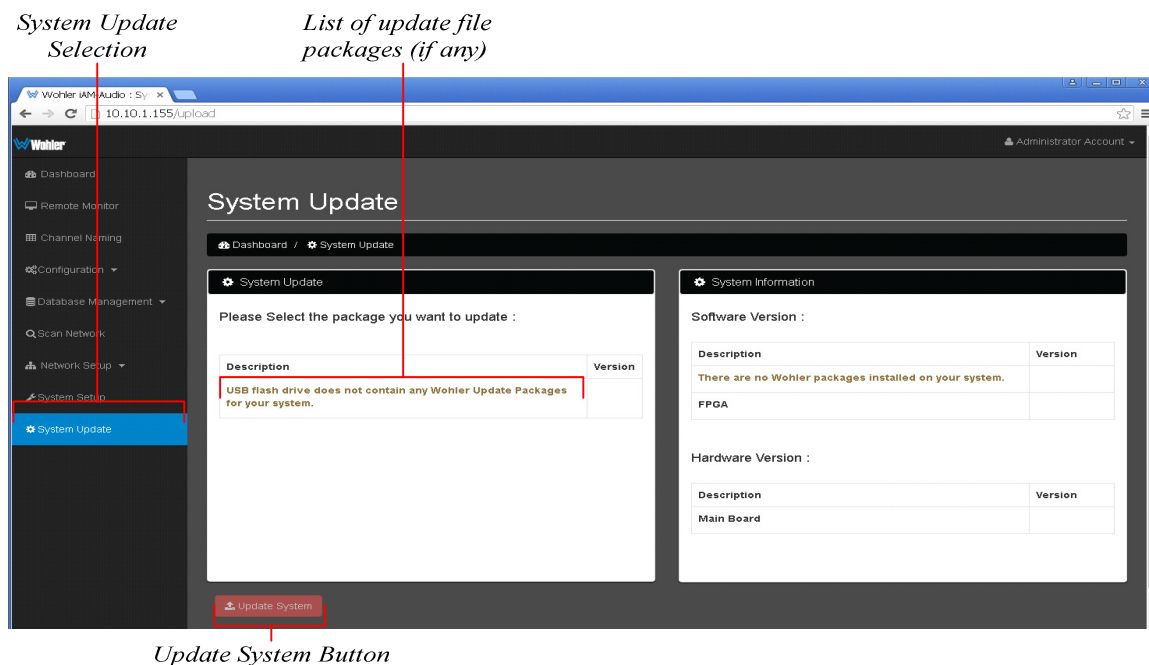 System Update
Selection
List of update file
packages (if any)
Wohler iAM-Audio : Sy
10.10.1.155/upload
Wohler
Administrator Account
Dashboard
Remote Monitor
Channel Naming
Configuration
Database Management
Scan Network
Network Setup
System Setup
System Update
System Update
Dashboard / System Update
System Update
Please Select the package you want to update :
Description Version
USB flash drive does not contain any Wohler Update Packages
for your system.
System Information
Software Version :
Description Version
There are no Wohler packages installed on your system.
FPGA
Hardware Version :
Description Version
Main Board
Update System
Update System Button